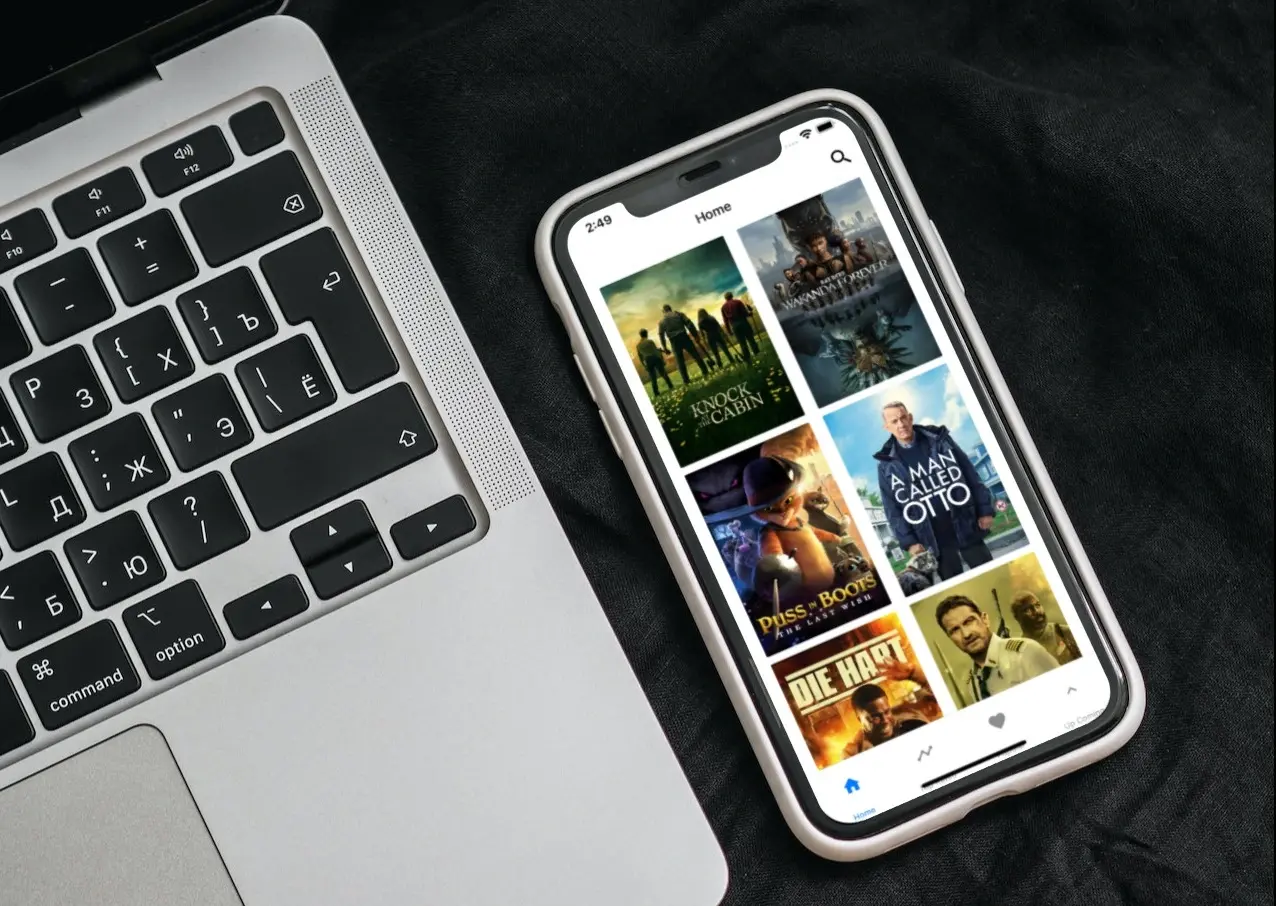 F12
F11
F10
+
=
—
-
}
]
Ъ
{
[
Х
Р
З
|
\
Ё
"
'
Э
:
;
Ж
L
Д
?
/
>
.
Ю
<
,
Б
⌥
option
⌘
command
2:49
Home
KNOCK
AT THE
CABIN
WAKANDA FOREVER
PUSS IN BOOTS
THE LAST WISH
A MAN
CALLED
OTTO
DIE HART
Home
Up Coming